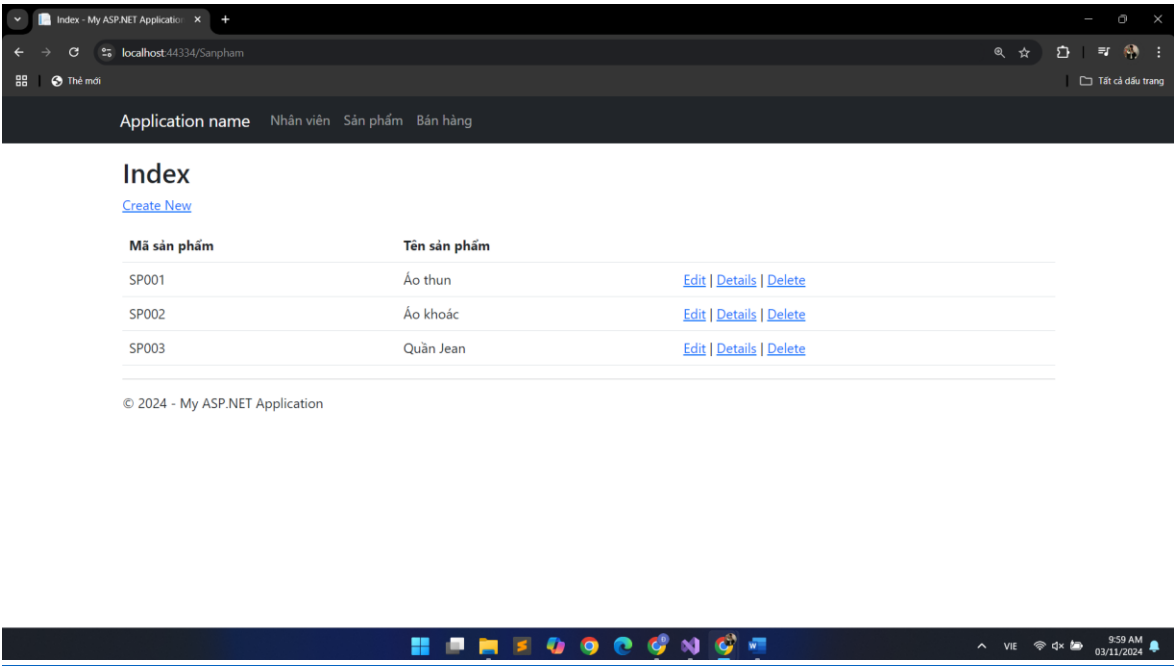 Index - My ASP.NET Application
localhost:44334/Sanpham
Thẻ mới
Tất cả dấu trang
Application name Nhân viên Sản phẩm Bán hàng
Index
Create New
Mã sản phẩm Tên sản phẩm
SP001 Áo thun Edit | Details | Delete
SP002 Áo khoác Edit | Details | Delete
SP003 Quần Jean Edit | Details | Delete
© 2024 - My ASP.NET Application
VIE
9:59 AM
03/11/2024